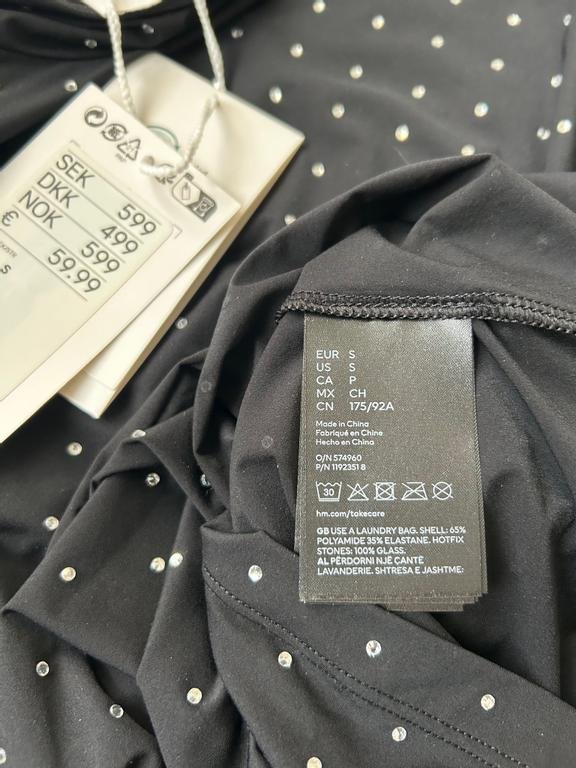 SEK 599
DKK 499
NOK 599
€ 59.99
S
EUR S
US S
CA P
MX CH
CN 175/92A
Made in China
Fabriqué en Chine
Hecho en China
O/N 574960
P/N 1192351 8
30
hm.com/takecare
GB USE A LAUNDRY BAG. SHELL: 65%
POLYAMIDE 35% ELASTANE. HOTFIX
STONES: 100% GLASS.
AL PËRDORNI NJË ÇANTË
LAVANDERIE. SHTRESA E JASHTME: